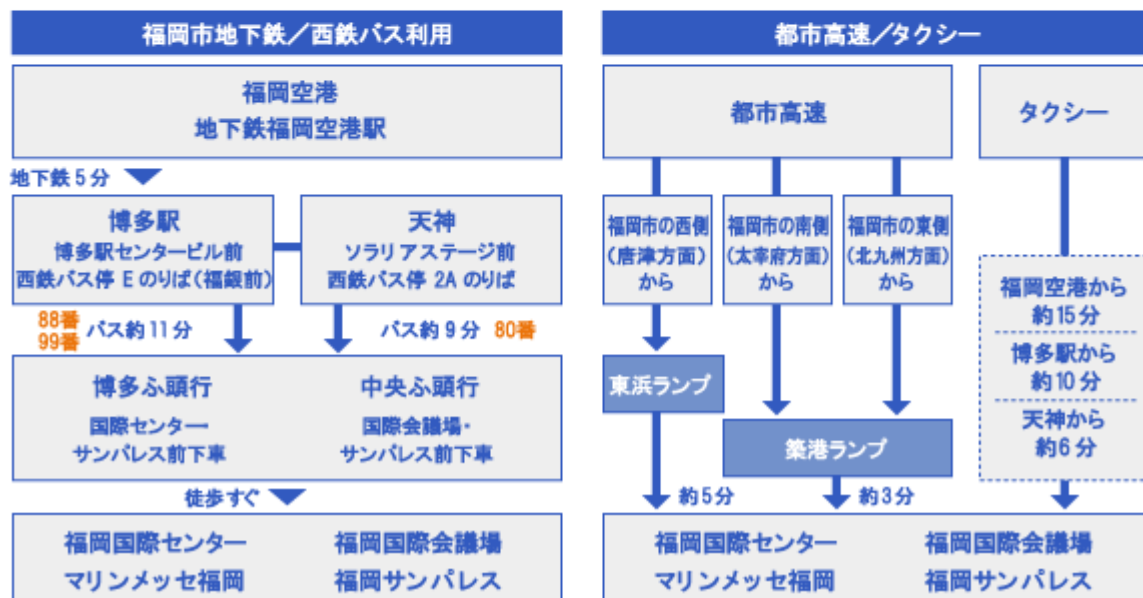 福岡市地下鉄／西鉄バス利用
福岡空港
地下鉄福岡空港駅
地下鉄5分
博多駅
博多駅センタービル前
西鉄バス停 E のりば（福銀前）
天神
ソラリアステージ前
西鉄バス停 2A のりば
88番
99番
バス約11分
バス約9分 80番
博多ふ頭行
国際センター・
サンパレス前下車
中央ふ頭行
国際会議場・
サンパレス前下車
徒歩すぐ
福岡国際センター
福岡国際会議場
マリンメッセ福岡
福岡サンパレス
都市高速／タクシー
都市高速
タクシー
福岡市の西側
（唐津方面）
から
福岡市の南側
（太宰府方面）
から
福岡市の東側
（北九州方面）
から
東浜ランプ
築港ランプ
約5分
約3分
福岡空港から
約15分
博多駅から
約10分
天神から
約6分
福岡国際センター
福岡国際会議場
マリンメッセ福岡
福岡サンパレス